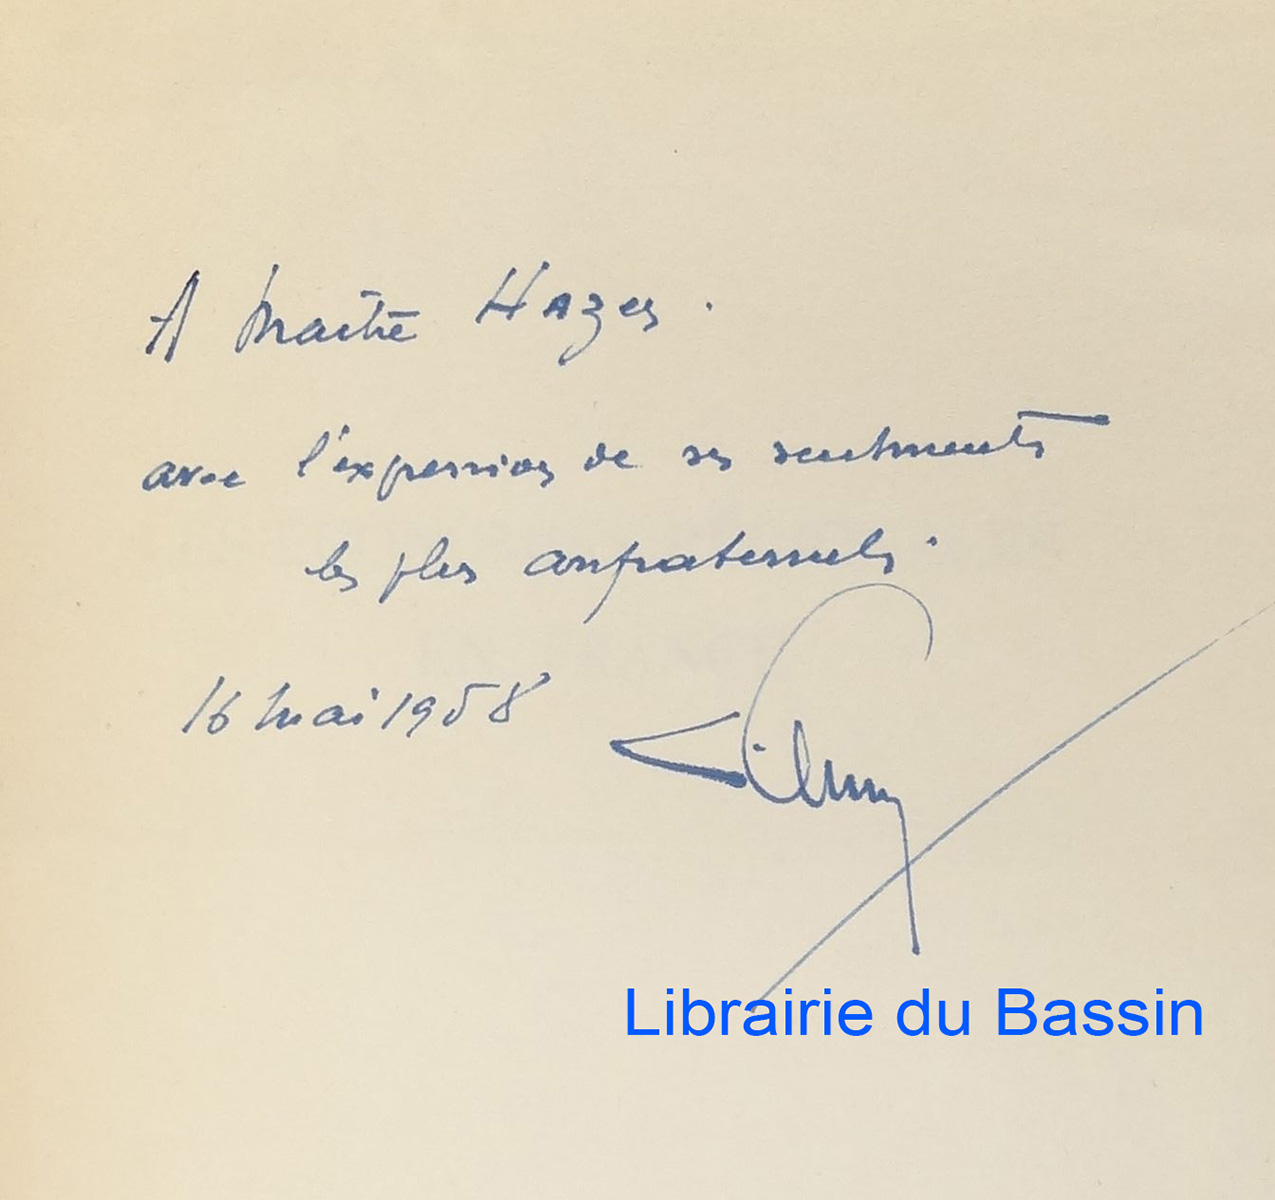 A Maître Hazes.
avec l'expression de ses sentiments
les plus confraternels.
16 mai 1958
Librairie du Bassin